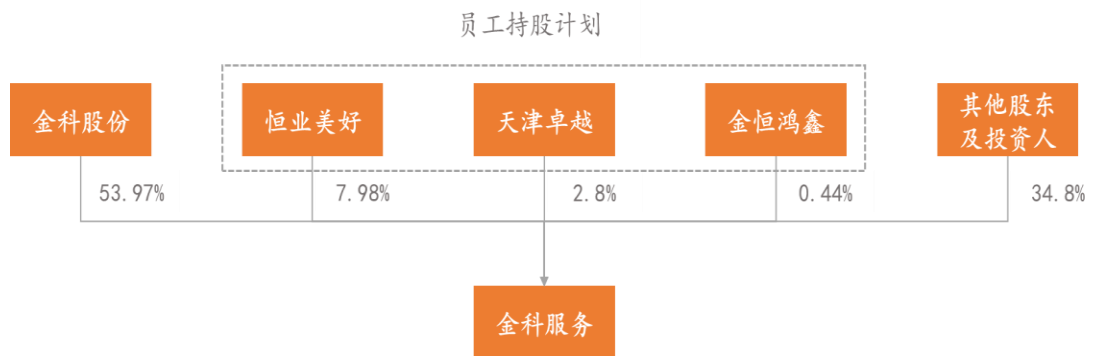 员工持股计划
金科股份
恒业美好
天津卓越
金恒鸿鑫
其他股东
及投资人
53.97%
7.98%
2.8%
0.44%
34.8%
金科服务